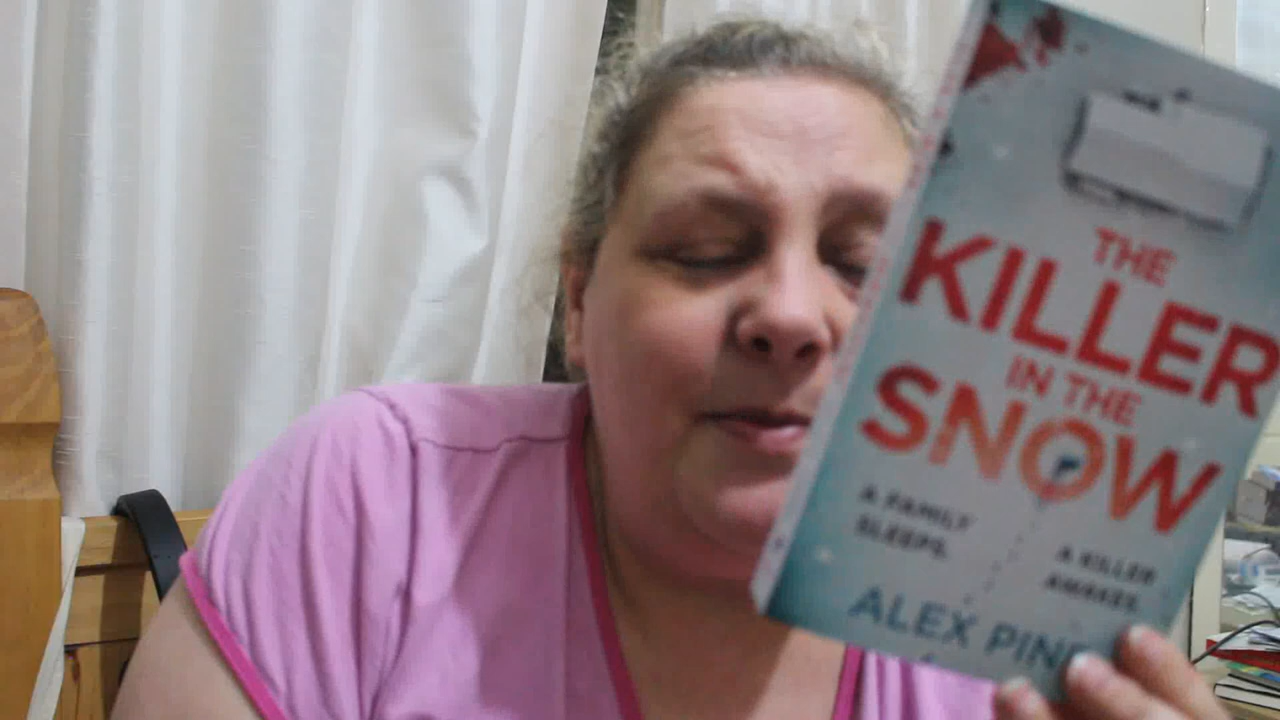 THE
KILLER
IN THE
SNOW
A FAMILY
SLEEPS.
A KILLER
AWAKES.
ALEX PINE